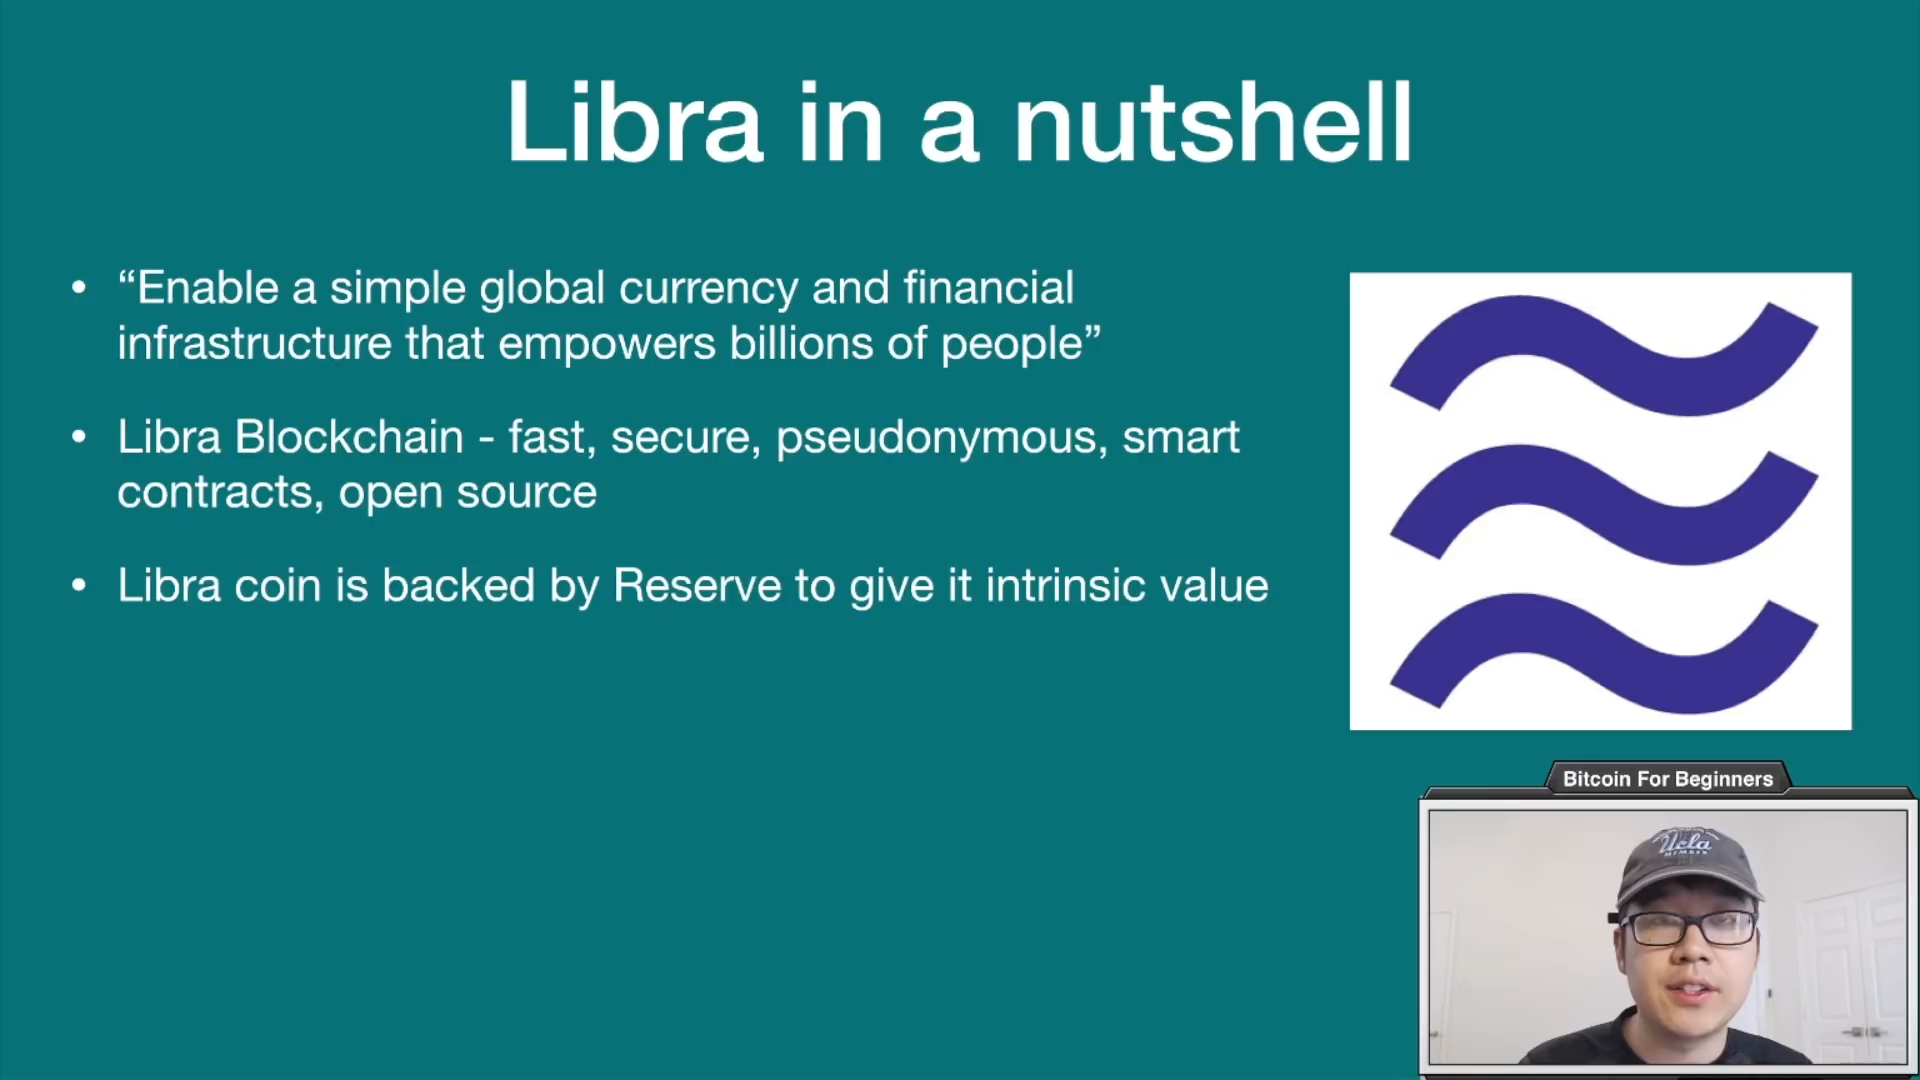 Libra in a nutshell
• “Enable a simple global currency and financial
infrastructure that empowers billions of people”
• Libra Blockchain - fast, secure, pseudonymous, smart
contracts, open source
• Libra coin is backed by Reserve to give it intrinsic value
Bitcoin For Beginners
Ucla